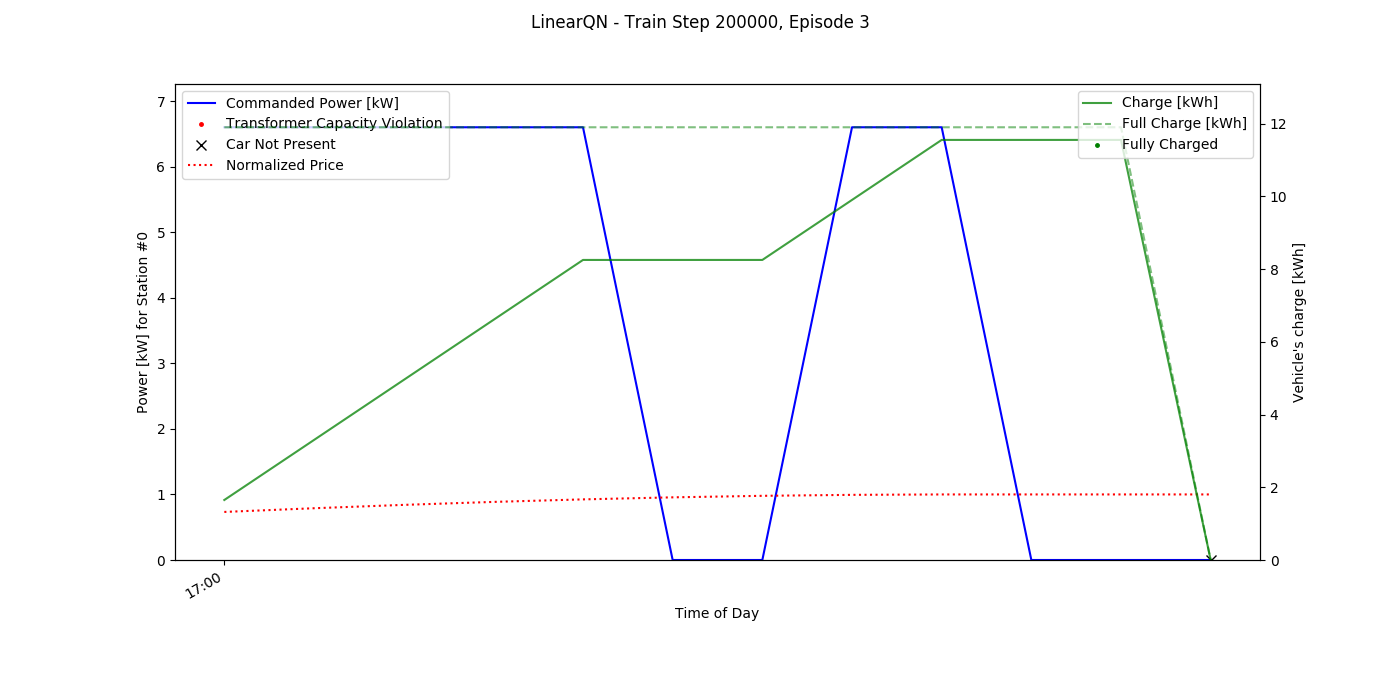 LinearQN - Train Step 200000, Episode 3
Commanded Power [kW]
Transformer Capacity Violation
Car Not Present
Normalized Price
Charge [kWh]
Full Charge [kWh]
Fully Charged
Power [kW] for Station #0
7
6
5
4
3
2
1
0
12
10
8
6
4
2
0
Vehicle's charge [kWh]
17:00
Time of Day